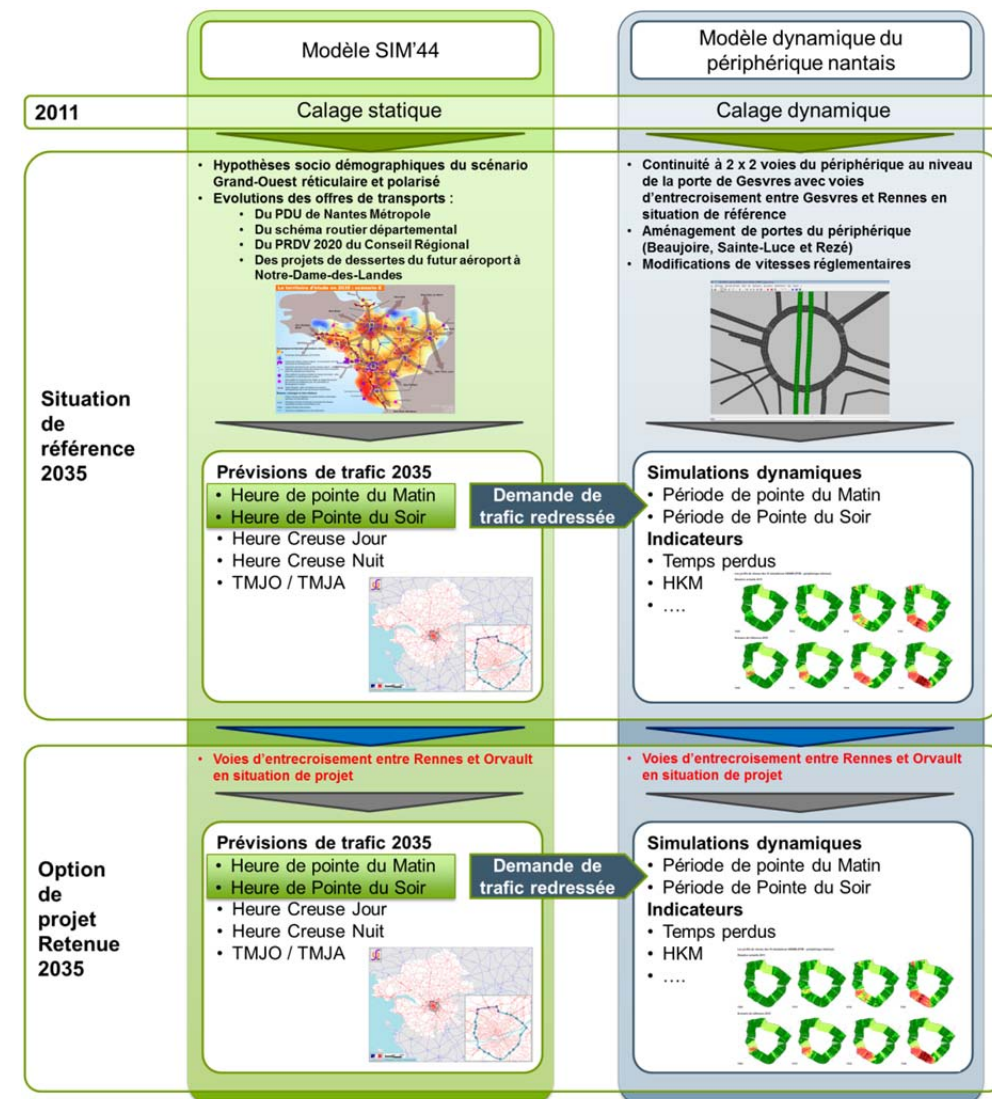 Modèle SIM'44
Modèle dynamique du
périphérique nantais
2011
Calage statique
Calage dynamique
Situation
de
référence
2035
• Hypothèses socio démographiques du scénario
Grand-Ouest réticulaire et polarisé
• Evolutions des offres de transports :
• Du PDU de Nantes Métropole
• Du schéma routier départemental
• Du PRDV 2020 du Conseil Régional
• Des projets de dessertes du futur aéroport à
Notre-Dame-des-Landes
• Continuité à 2 x 2 voies du périphérique au niveau
de la porte de Gesvres avec voies
d'entrecroisement entre Gesvres et Rennes en
situation de référence
• Aménagement de portes du périphérique
(Beaujoire, Sainte-Luce et Rezé)
• Modifications de vitesses réglementaires
Prévisions de trafic 2035
• Heure de pointe du Matin
• Heure de Pointe du Soir
• Heure Creuse Jour
• Heure Creuse Nuit
• TMJO / TMJA
Demande de
trafic redressée
Simulations dynamiques
• Période de pointe du Matin
• Période de Pointe du Soir
Indicateurs
• Temps perdus
• HKM
• ....
Option
de
projet
Retenue
2035
• Voies d'entrecroisement entre Rennes et Orvault
en situation de projet
• Voies d'entrecroisement entre Rennes et Orvault
en situation de projet
Prévisions de trafic 2035
• Heure de pointe du Matin
• Heure de Pointe du Soir
• Heure Creuse Jour
• Heure Creuse Nuit
• TMJO / TMJA
Demande de
trafic redressée
Simulations dynamiques
• Période de pointe du Matin
• Période de Pointe du Soir
Indicateurs
• Temps perdus
• HKM
• ....